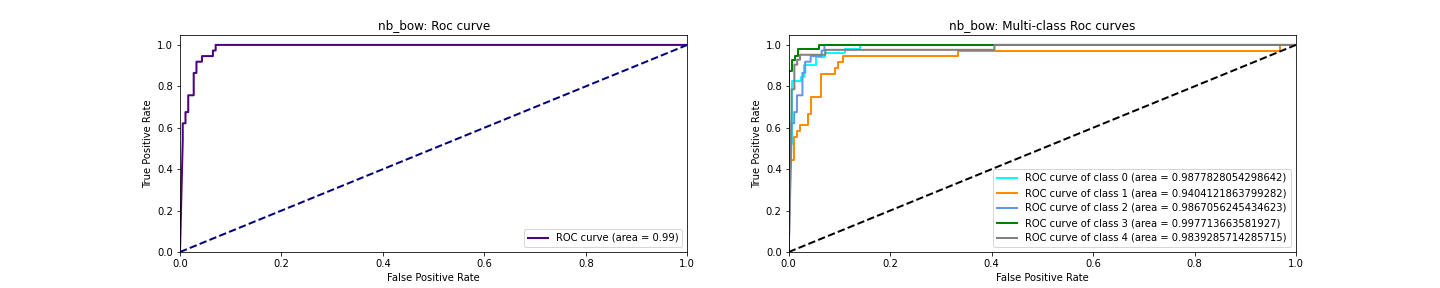 nb_bow: Roc curve
1.0
0.8
0.6
0.4
0.2
0.0
True Positive Rate
ROC curve (area = 0.99)
0.0 0.2 0.4 0.6 0.8 1.0
False Positive Rate
nb_bow: Multi-class Roc curves
1.0
0.8
0.6
0.4
0.2
0.0
True Positive Rate
ROC curve of class 0 (area = 0.9877828054298642)
ROC curve of class 1 (area = 0.9404121863799282)
ROC curve of class 2 (area = 0.9867056245434623)
ROC curve of class 3 (area = 0.997713663581927)
ROC curve of class 4 (area = 0.9839285714285715)
0.0 0.2 0.4 0.6 0.8 1.0
False Positive Rate